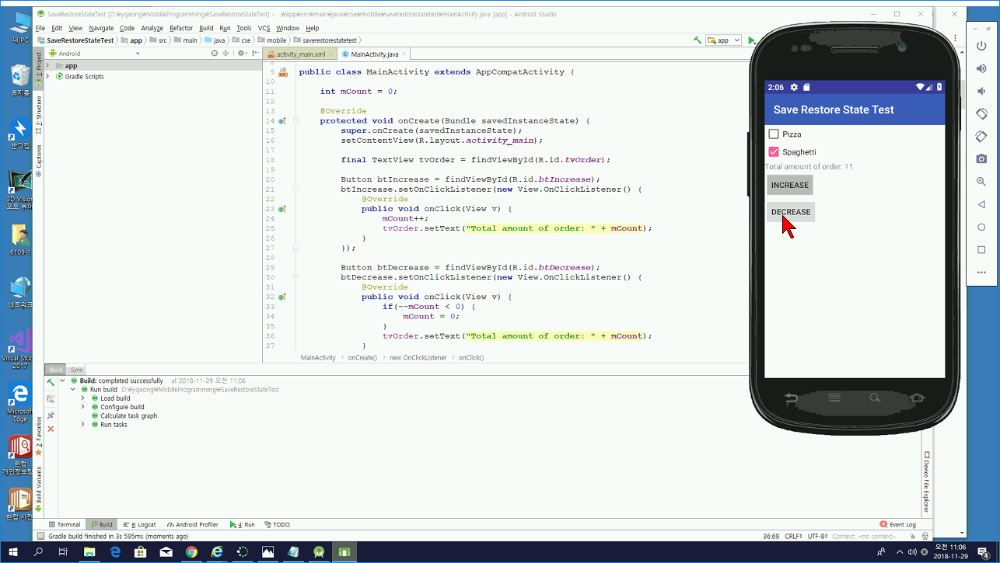 SaveRestoreStateTest [D:₩ysjeong₩MobileProgramming₩SaveRestoreStateTest] - ...₩app₩src₩main₩java₩cse₩mobile₩saverestorestatetest₩MainActivity.java [app] - Android Studio
File Edit View Navigate Code Analyze Refactor Build Run Tools VCS Window Help
SaveRestoreStateTest app src main java cse mobile saverestorestatetest
app
Android
activity_main.xml
MainActivity.java
app
Gradle Scripts
1: Project
7: Structure
Captures
2: Favorites
Build Variants
내 PC
휴지통
반디집
3D Vision
포토 뷰어
6109-1
네트워크
Visual Stu
2017
Microsoft
Edge
한컴
개인정보탐
한컴 사전
8
9 public class MainActivity extends AppCompatActivity {
10
11 int mCount = 0;
12
13 @Override
14 protected void onCreate(Bundle savedInstanceState) {
15 super.onCreate(savedInstanceState);
16 setContentView(R.layout.activity_main);
17
18 final TextView tvOrder = findViewById(R.id.tvOrder);
19
20 Button btIncrease = findViewById(R.id.btIncrease);
21 btIncrease.setOnClickListener(new View.OnClickListener() {
22 @Override
23 public void onClick(View v) {
24 mCount++;
25 tvOrder.setText("Total amount of order: " + mCount);
26 }
27 });
28
29 Button btDecrease = findViewById(R.id.btDecrease);
30 btDecrease.setOnClickListener(new View.OnClickListener() {
31 @Override
32 public void onClick(View v) {
33 if(--mCount < 0) {
34 mCount = 0;
35 }
36 tvOrder.setText("Total amount of order: " + mCount);
37 }
MainActivity › onCreate() › new OnClickListener › onClick()
2:06
Save Restore State Test
Pizza
Spaghetti
Total amount of order: 11
INCREASE
DECREASE
Build Sync
Build: completed successfully at 2018-11-29 오전 11:06
Run build D:₩ysjeong₩MobileProgramming₩SaveRestoreStateTest
Load build
Configure build
Calculate task graph
Run tasks
Device File Explorer
Terminal Build 6: Logcat Android Profiler 4: Run TODO Event Log
Gradle build finished in 3s 595ms (moments ago) 36:69 CRLF÷ UTF-8÷ Context: <no context>
오전 11:06
2018-11-29
4